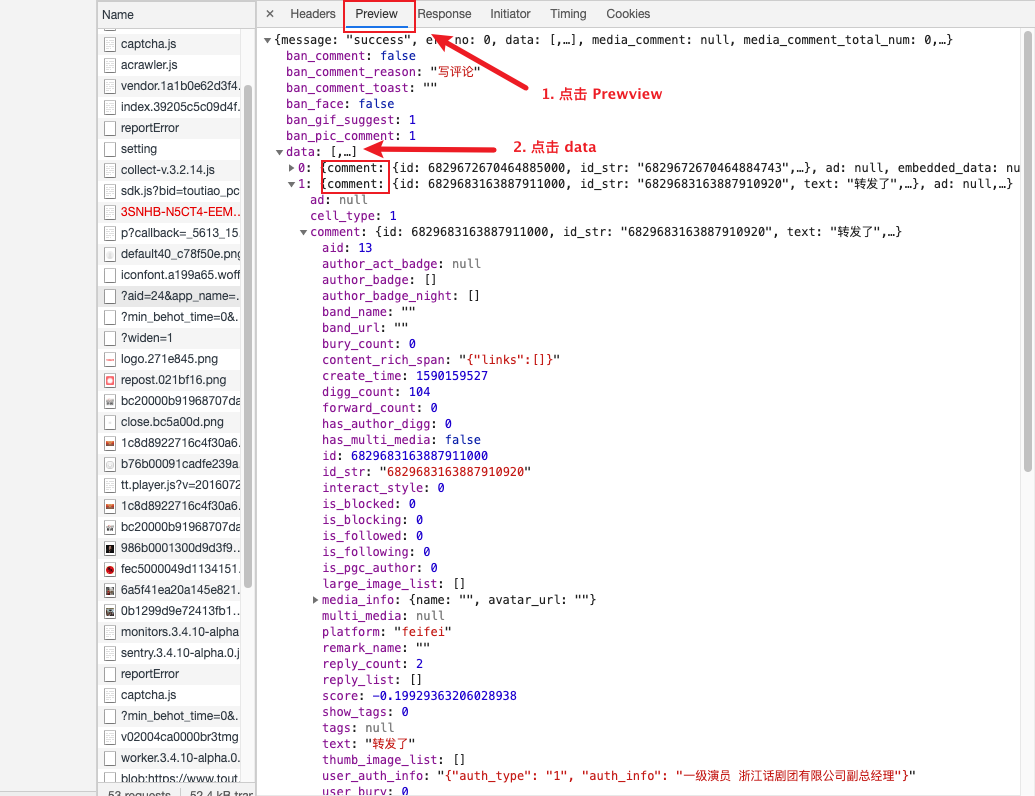 Name
captcha.js
acrawler.js
vendor.1a1b0e62d3f4.
index.39205c5c09d4f.
reportError
setting
collect-v.3.2.14.js
sdk.js?bid=toutiao_pc
3SNHB-N5CT4-EEM...
p?callback=_5613_15.
default40_c78f50e.png
iconfont.a199a65.woff
?aid=24&app_name=.
?min_behot_time=0&.
?widen=1
logo.271e845.png
repost.021bf16.png
bc20000b91968707da
close.bc5a00d.png
1c8d8922716c4f30a6.
b76b00091cadfe239a.
tt.player.js?v=2016072
1c8d8922716c4f30a6.
bc20000b91968707da
986b0001300d9d3f9..
fec5000049d1134151.
6a5f41ea20a145e821.
0b1299d9e72413fb1..
monitors.3.4.10-alpha
sentry.3.4.10-alpha.0.j
reportError
captcha.js
?min_behot_time=0&.
v02004ca0000br3tmg
worker.3.4.10-alpha.0.
blob:https://www.tout
53 requests 52.4 kB tran
× Headers Preview Response Initiator Timing Cookies
{message: "success", er_no: 0, data: [,…], media_comment: null, media_comment_total_num: 0,…}
ban_comment: false
ban_comment_reason: "写评论"
ban_comment_toast: ""
1. 点击 Prewview
ban_face: false
ban_gif_suggest: 1
ban_pic_comment: 1
data: [,…]
2. 点击 data
0: {comment: {id: 6829672670464885000, id_str: "6829672670464884743",…}, ad: null, embedded_data: nu
1: {comment: {id: 6829683163887911000, id_str: "6829683163887910920", text: "转发了",…}, ad: null,…}
ad: null
cell_type: 1
comment: {id: 6829683163887911000, id_str: "6829683163887910920", text: "转发了",…}
aid: 13
author_act_badge: null
author_badge: []
author_badge_night: []
band_name: ""
band_url: ""
bury_count: 0
content_rich_span: "{"links":[]}"
create_time: 1590159527
digg_count: 104
forward_count: 0
has_author_digg: 0
has_multi_media: false
id: 6829683163887911000
id_str: "6829683163887910920"
interact_style: 0
is_blocked: 0
is_blocking: 0
is_followed: 0
is_following: 0
is_pgc_author: 0
large_image_list: []
media_info: {name: "", avatar_url: ""}
multi_media: null
platform: "feifei"
remark_name: ""
reply_count: 2
reply_list: []
score: −0.19929363206028938
show_tags: 0
tags: null
text: "转发了"
thumb_image_list: []
user_auth_info: "{"auth_type": "1", "auth_info": "一级演员 浙江话剧团有限公司副总经理"}"
user_bury: 0